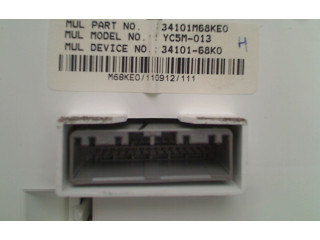 MUL PART NO. :34101M68KE0
MUL MODEL NO.: YC5M-013
MUL DEVICE NO.:34101-68K0
H
M68KE0/110912/111